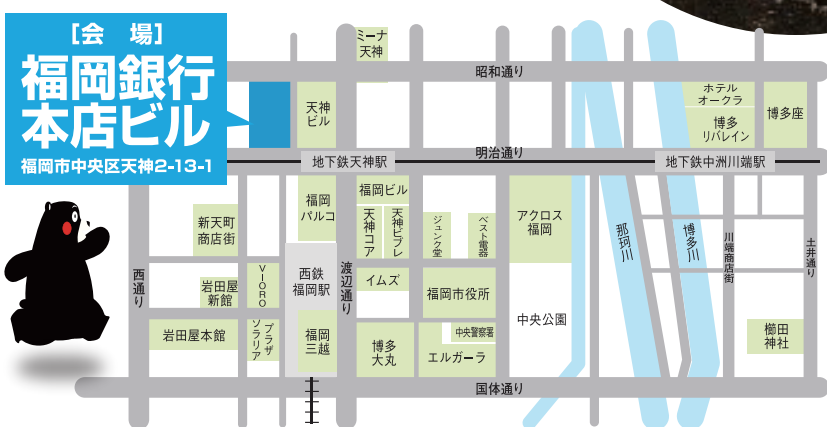 [会 場]
福岡銀行
本店ビル
福岡市中央区天神2-13-1
ミーナ
天神
昭和通り
天神
ビル
ホテル
オークラ
博多
リバレイン
博多座
明治通り
地下鉄天神駅
地下鉄中洲川端駅
福岡
パルコ
福岡ビル
天神コア
天神ビブレ
ジュンク堂
ベスト電器
アクロス
福岡
新天町
商店街
西通り
岩田屋
新館
VIORO
西鉄
福岡駅
渡辺通り
イムズ
福岡市役所
那珂川
博多川
川端商店街
土井通り
岩田屋本館
ソラリア
プラザ
福岡
三越
博多
大丸
中央警察署
エルガーラ
中央公園
櫛田
神社
国体通り